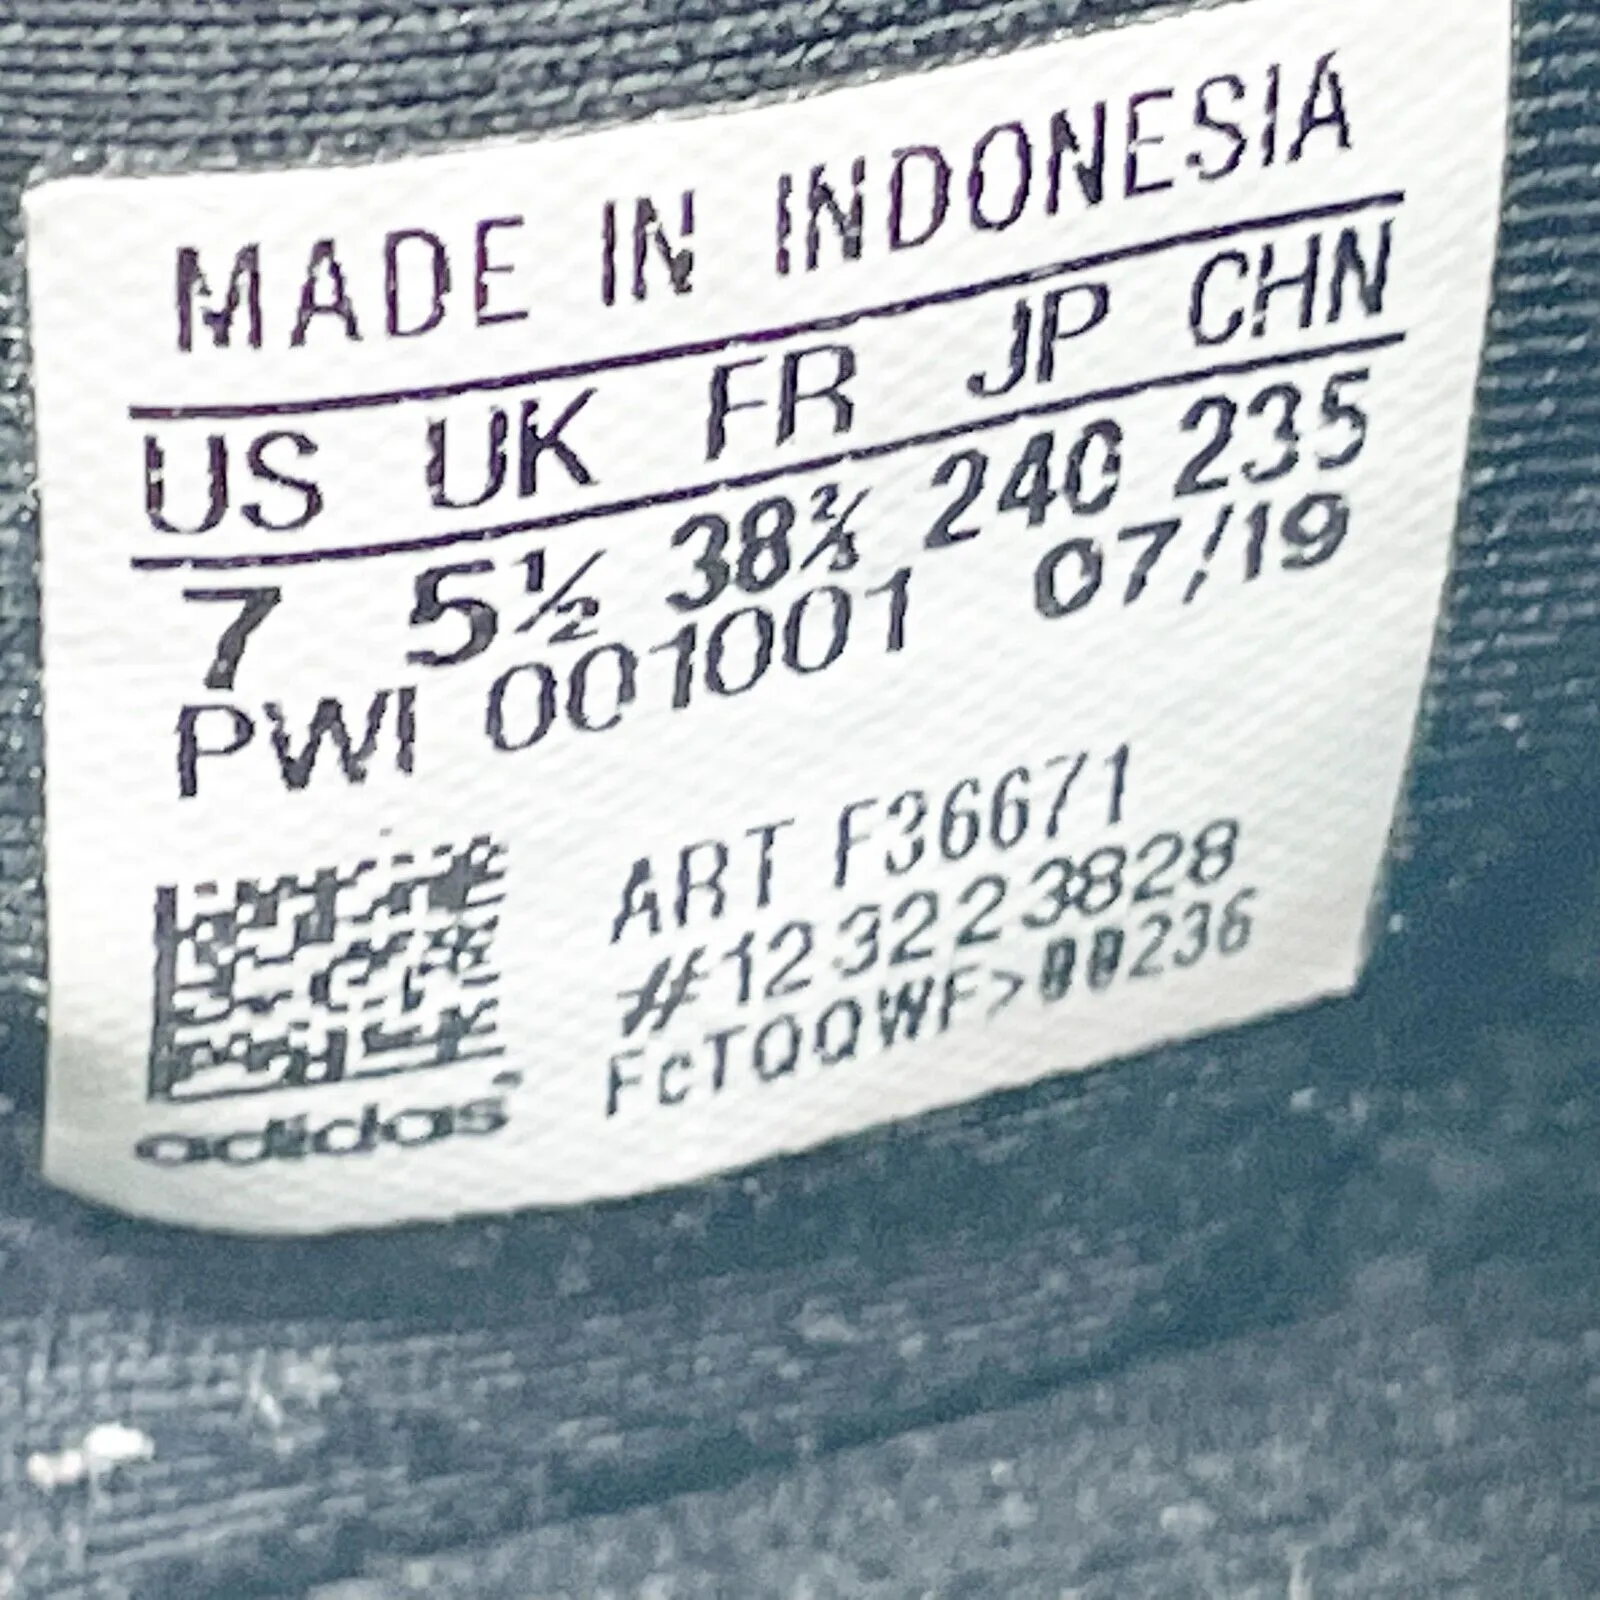 MADE IN INDONESIA
US UK FR JP CHN
7 5½ 38⅔ 240 235
PWI 001001 07/19
ART F36671
#123223828
FcTQQWF>00236
adidas